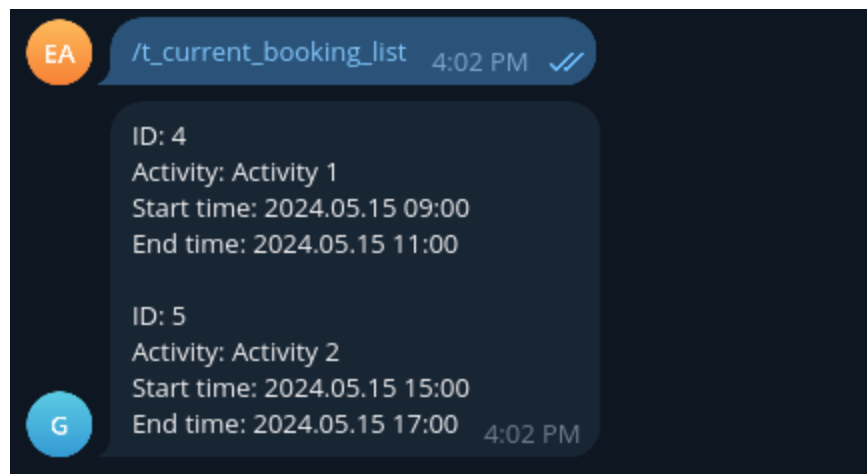 EA
/t_current_booking_list 4:02 PM
ID: 4
Activity: Activity 1
Start time: 2024.05.15 09:00
End time: 2024.05.15 11:00
ID: 5
Activity: Activity 2
Start time: 2024.05.15 15:00
End time: 2024.05.15 17:00 4:02 PM
G